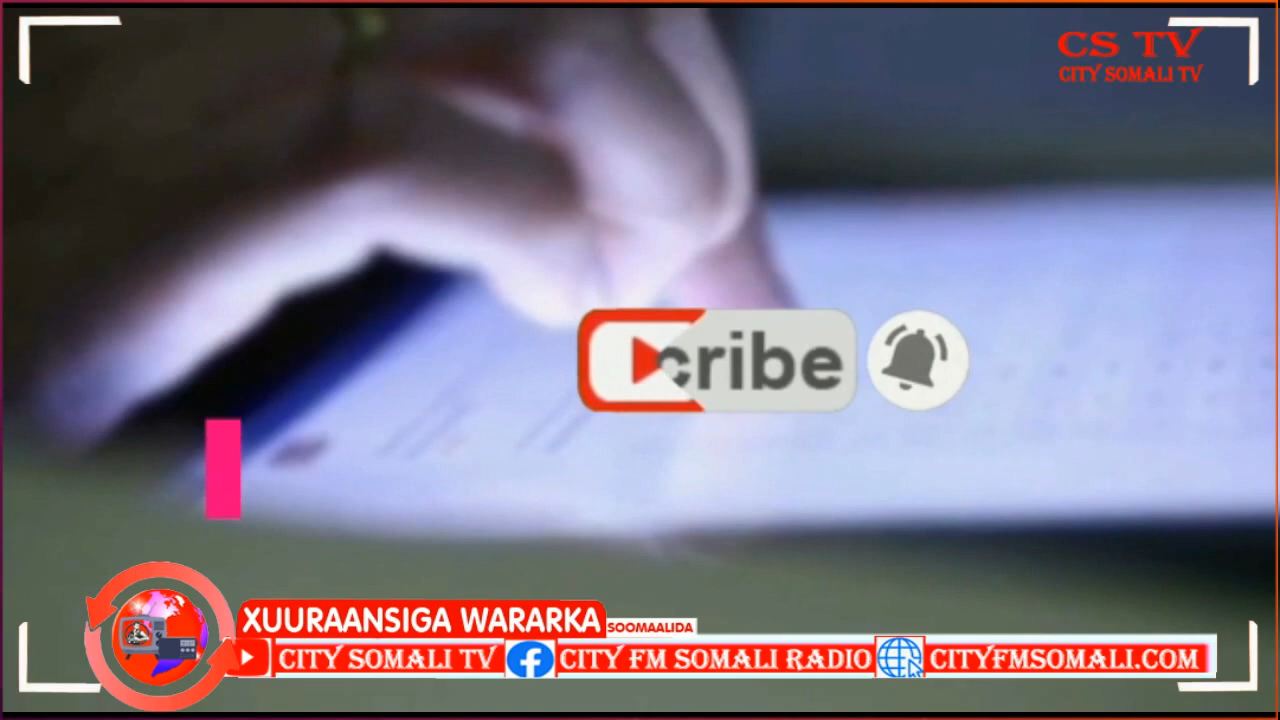 CS TV
CITY SOMALI TV
cribe
XUURAANSIGA WARARKA
SOOMAALIDA
CITY SOMALI TV CITY FM SOMALI RADIO CITYFMSOMALI.COM